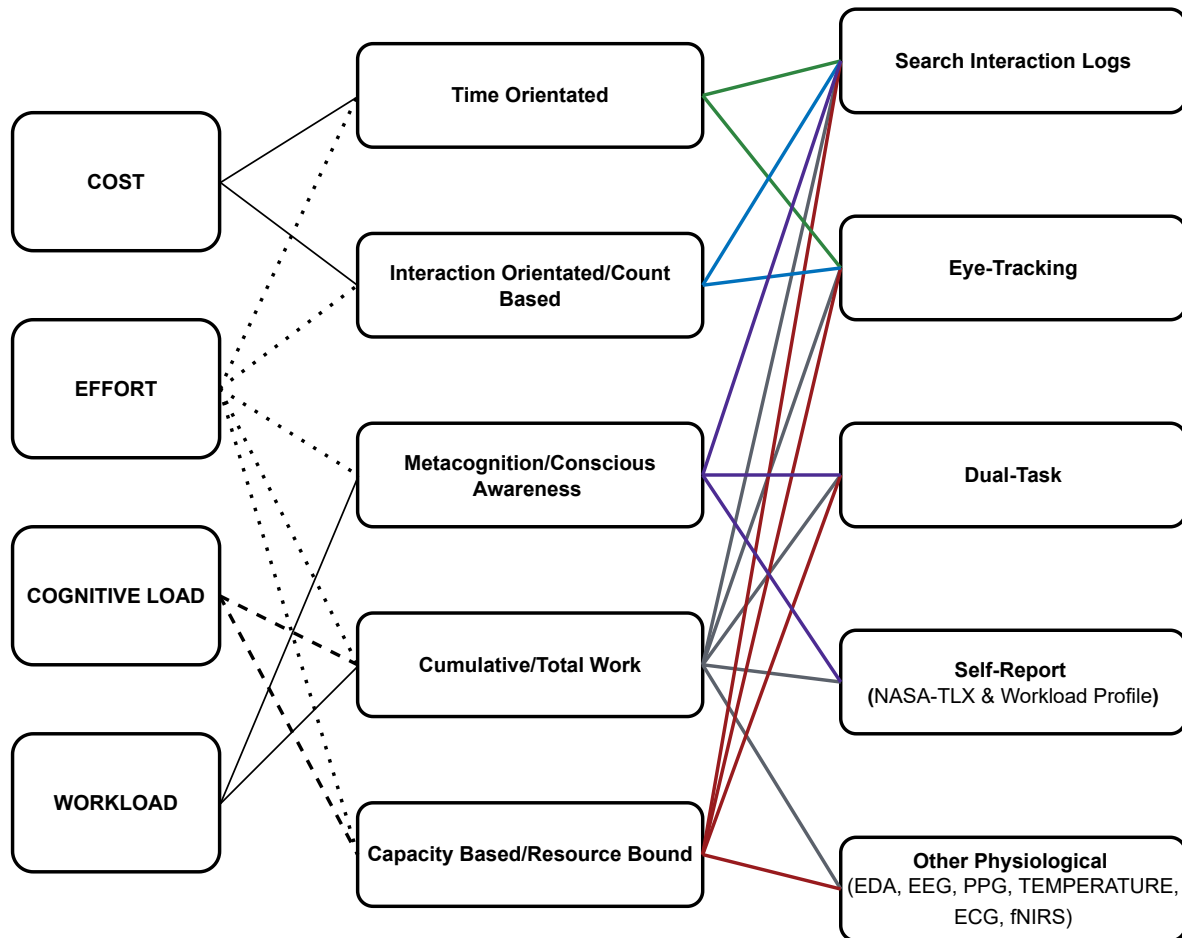 COST
EFFORT
COGNITIVE LOAD
WORKLOAD
Time Orientated
Interaction Orientated/Count
Based
Metacognition/Conscious
Awareness
Cumulative/Total Work
Capacity Based/Resource Bound
Search Interaction Logs
Eye-Tracking
Dual-Task
Self-Report
(NASA-TLX & Workload Profile)
Other Physiological
(EDA, EEG, PPG, TEMPERATURE,
ECG, fNIRS)